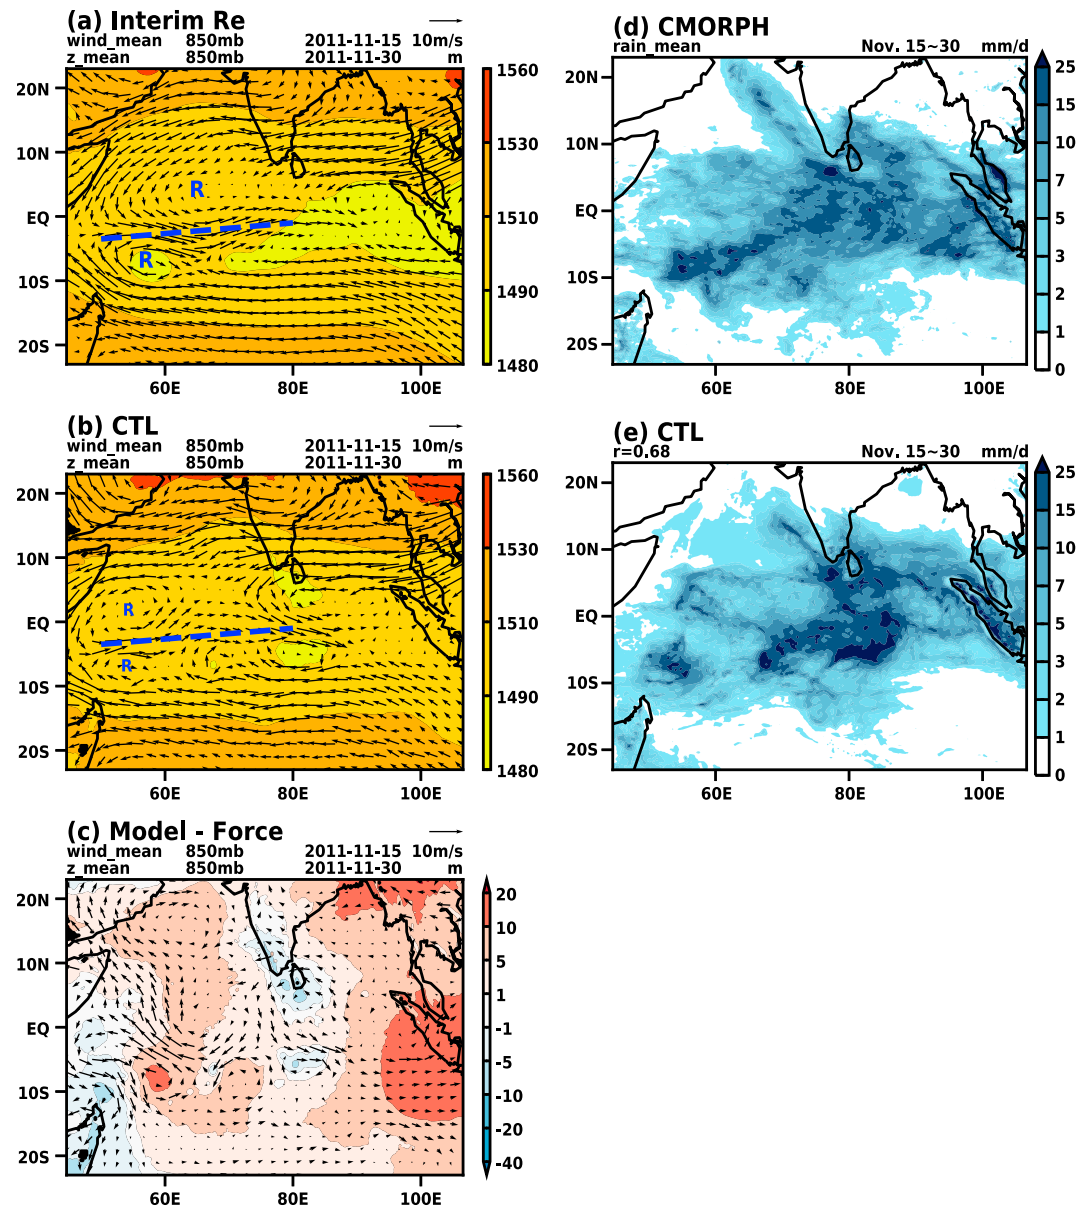 (a) Interim Re
wind_mean 850mb 2011-11-15 10m/s
z_mean 850mb 2011-11-30 m
20N
10N
EQ
10S
20S
R
R
60E 80E 100E
1560
1530
1510
1490
1480
(d) CMORPH
rain_mean Nov. 15~30 mm/d
20N
10N
EQ
10S
20S
60E 80E 100E
25
15
10
7
5
3
2
1
0
(b) CTL
wind_mean 850mb 2011-11-15 10m/s
z_mean 850mb 2011-11-30 m
20N
10N
EQ
10S
20S
R
R
60E 80E 100E
1560
1530
1510
1490
1480
(e) CTL
r=0.68 Nov. 15~30 mm/d
20N
10N
EQ
10S
20S
60E 80E 100E
25
15
10
7
5
3
2
1
0
(c) Model - Force
wind_mean 850mb 2011-11-15 10m/s
z_mean 850mb 2011-11-30 m
20N
10N
EQ
10S
20S
60E 80E 100E
20
10
5
1
-1
-5
-10
-20
-40